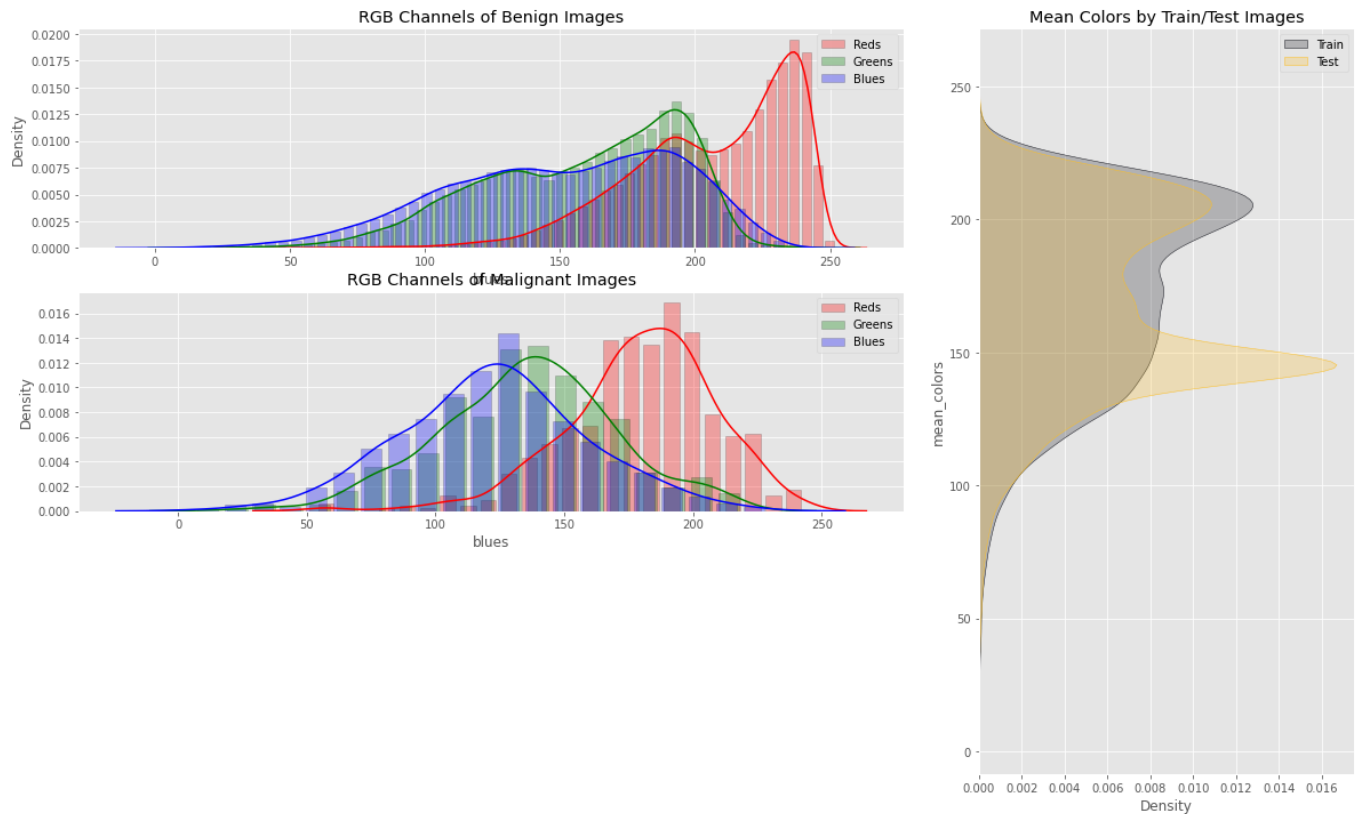 RGB Channels of Benign Images
0.0200
0.0175
0.0150
0.0125
0.0100
0.0075
0.0050
0.0025
0.0000
Density
Reds
Greens
Blues
0 50 100 150 200 250
blues
RGB Channels of Malignant Images
0.016
0.014
0.012
0.010
0.008
0.006
0.004
0.002
0.000
Density
Reds
Greens
Blues
0 50 100 150 200 250
blues
Mean Colors by Train/Test Images
Train
Test
250
200
150
100
50
0
mean_colors
0.000 0.002 0.004 0.006 0.008 0.010 0.012 0.014 0.016
Density